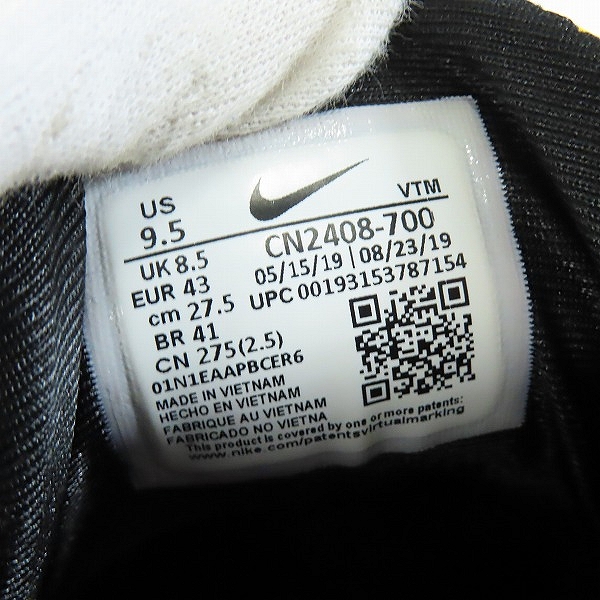 US
9.5
UK 8.5
EUR 43
cm 27.5
BR 41
CN 275(2.5)
01N1EAAPBCER6
VTM
CN2408-700
05/15/19 | 08/23/19
UPC 00193153787154
MADE IN VIETNAM
HECHO EN VIETNAM
FABRIQUE AU VIETNAM
FABRICADO NO VIETNA
This product is covered by one or more patents:
www.nike.com/patentsvirtualmarking